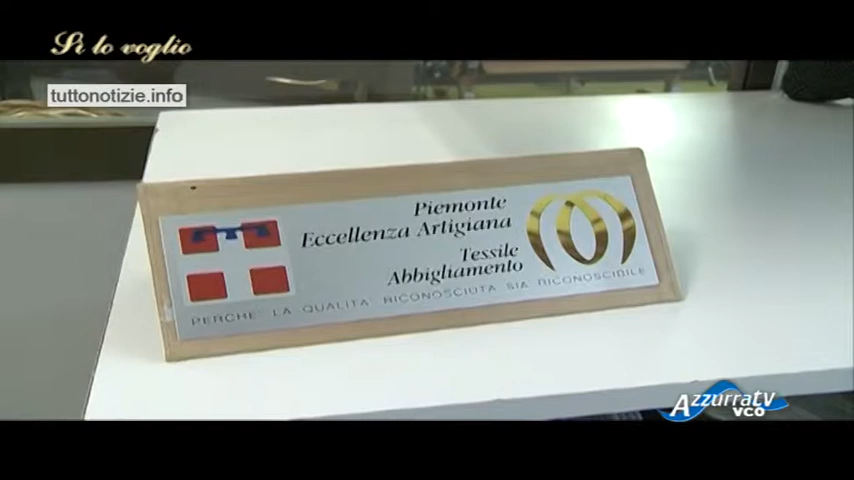 Sì lo voglio
tuttonotizie.info
Piemonte
Eccellenza Artigiana
Tessile
Abbigliamento
PERCHE' LA QUALITA' RICONOSCIUTA SIA RICONOSCIBILE
Azzurratv
VCO